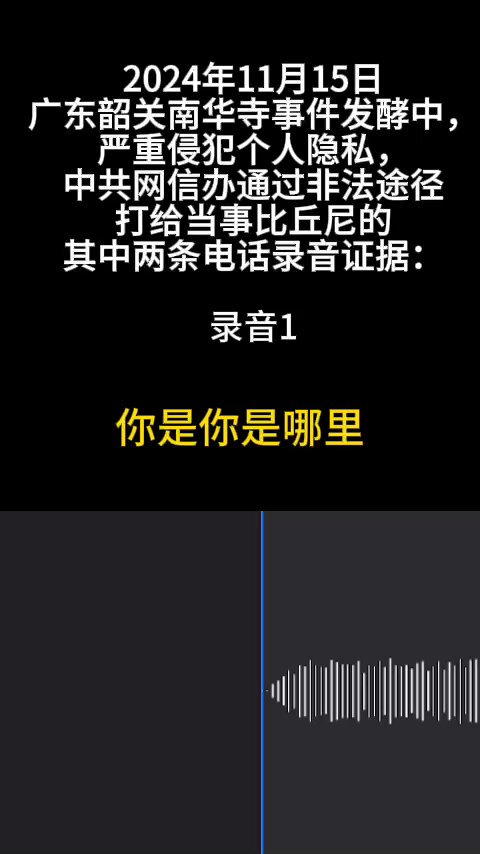 2024年11月15日
广东韶关南华寺事件发酵中，
严重侵犯个人隐私，
中共网信办通过非法途径
打给当事比丘尼的
其中两条电话录音证据：
录音1
你是你是哪里